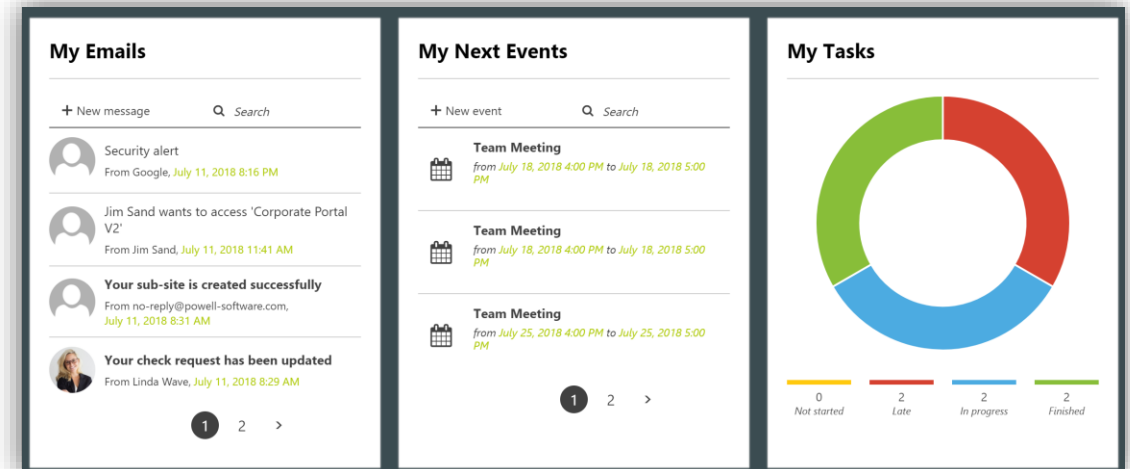 My Emails
+ New message
Search
Security alert
From Google, July 11, 2018 8:16 PM
Jim Sand wants to access 'Corporate Portal
V2'
From Jim Sand, July 11, 2018 11:41 AM
Your sub-site is created successfully
From no-reply@powell-software.com,
July 11, 2018 8:31 AM
Your check request has been updated
From Linda Wave, July 11, 2018 8:29 AM
1 2 >
My Next Events
+ New event
Search
Team Meeting
from July 18, 2018 4:00 PM to July 18, 2018 5:00
PM
Team Meeting
from July 18, 2018 4:00 PM to July 18, 2018 5:00
PM
Team Meeting
from July 25, 2018 4:00 PM to July 25, 2018 5:00
PM
1 2 >
My Tasks
0
Not started
2
Late
2
In progress
2
Finished